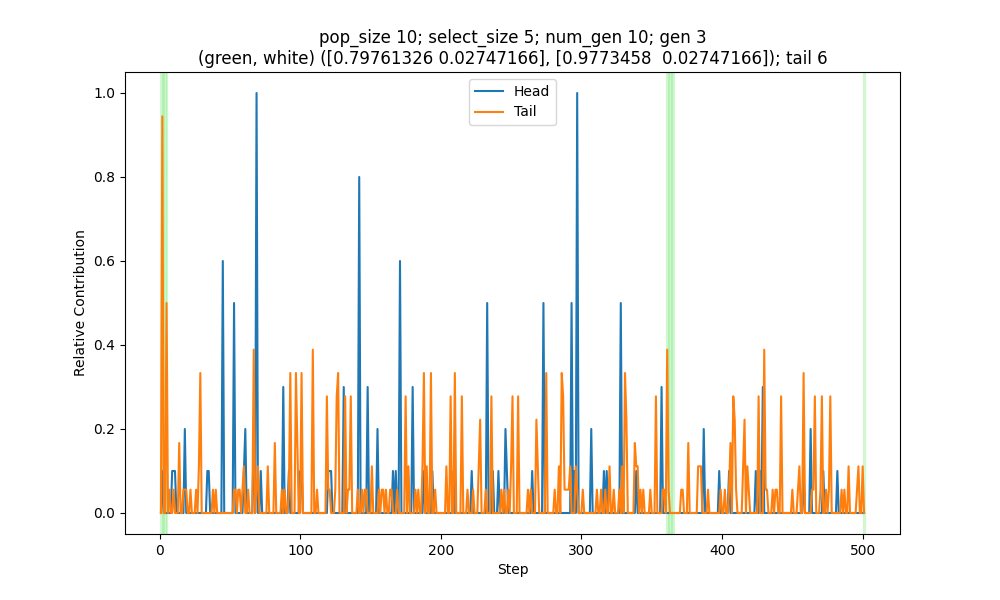 pop_size 10; select_size 5; num_gen 10; gen 3
(green, white) ([0.79761326 0.02747166], [0.9773458  0.02747166]); tail 6
Head
Tail
1.0
0.8
0.6
0.4
0.2
0.0
Relative Contribution
0
100
200
300
400
500
Step